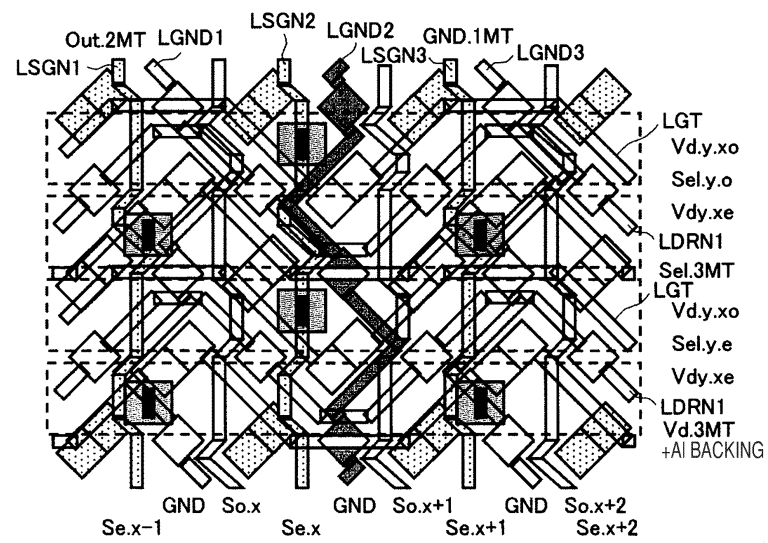 LSGN2
LGND2
Out.2MT
LGND1
GND.1MT
LSGN1
LSGN3
LGND3
LGT
Vd.y.xo
Sel.y.o
Vdy.xe
LDRN1
Sel.3MT
LGT
Vd.y.xo
Sel.y.e
Vdy.xe
LDRN1
Vd.3MT
+Al BACKING
GND So.x GND So.x+1 GND So.x+2
Se.x-1 Se.x Se.x+1 Se.x+2